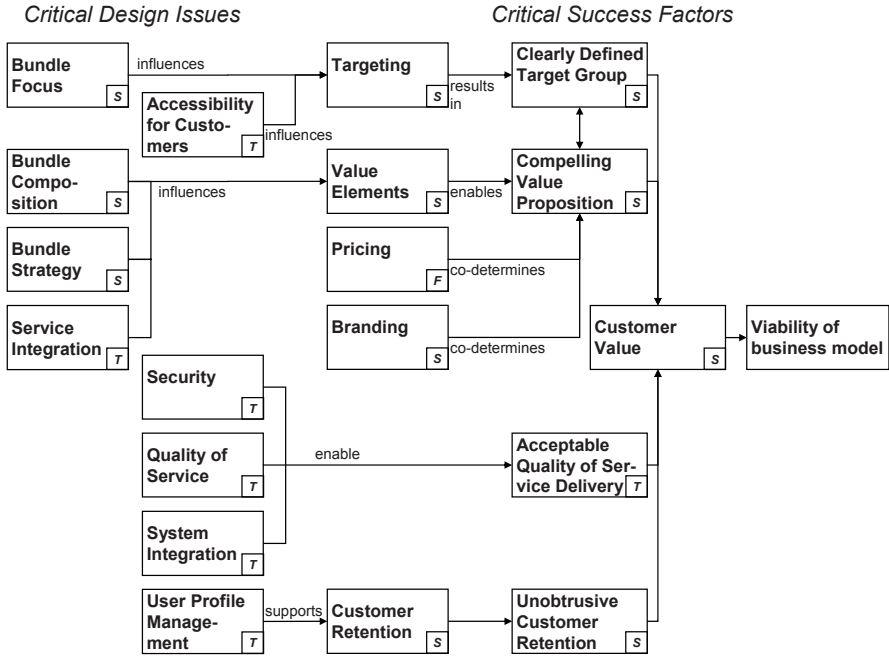 Critical Design Issues
Critical Success Factors
Bundle
Focus
S
influences
Targeting
S
results
in
Clearly Defined
Target Group
S
Accessibility
for Custo-
mers
T
influences
Bundle
Compo-
sition
S
influences
Value
Elements
S
enables
Compelling
Value
Proposition
S
Bundle
Strategy
S
Pricing
F
co-determines
Service
Integration
T
Branding
S
co-determines
Customer
Value
S
Viability of
business model
Security
T
Quality of
Service
T
enable
Acceptable
Quality of Ser-
vice Delivery
T
System
Integration
T
User Profile
Manage-
ment
T
supports
Customer
Retention
S
Unobtrusive
Customer
Retention
S